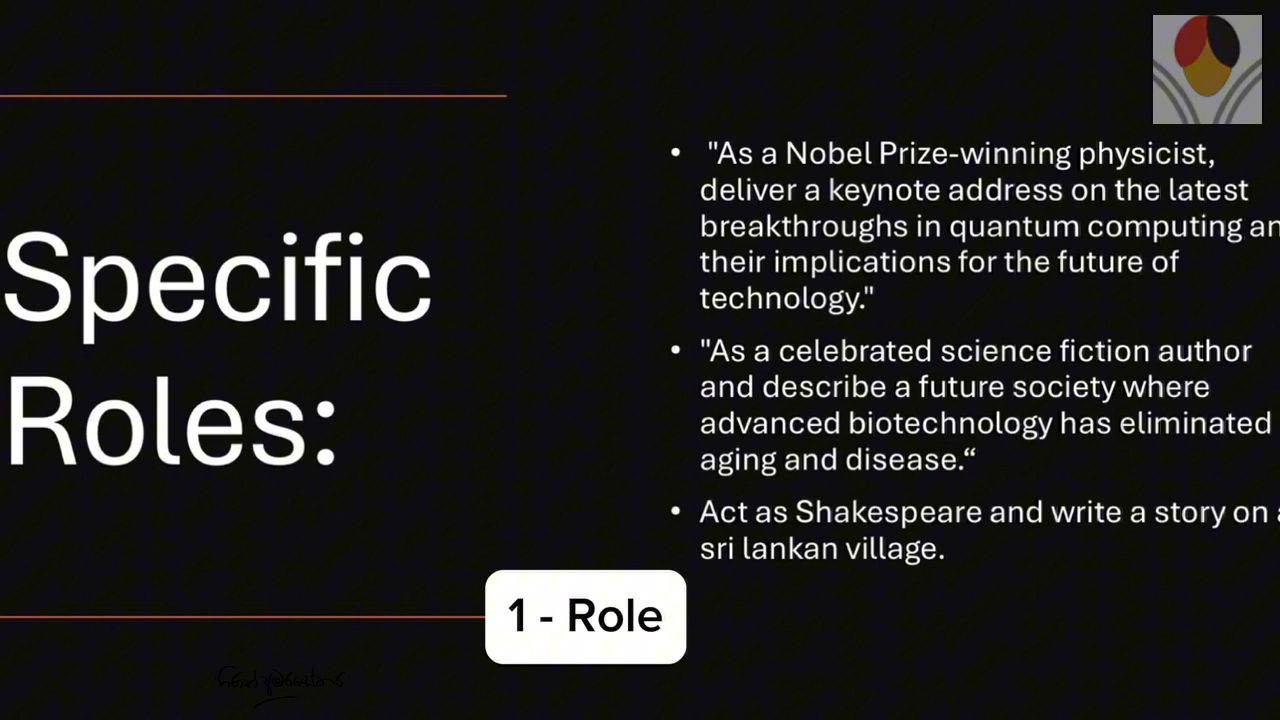 Specific
Roles:
• "As a Nobel Prize-winning physicist,
deliver a keynote address on the latest
breakthroughs in quantum computing an
their implications for the future of
technology."
• "As a celebrated science fiction author
and describe a future society where
advanced biotechnology has eliminated
aging and disease.“
• Act as Shakespeare and write a story on a
sri lankan village.
1 - Role